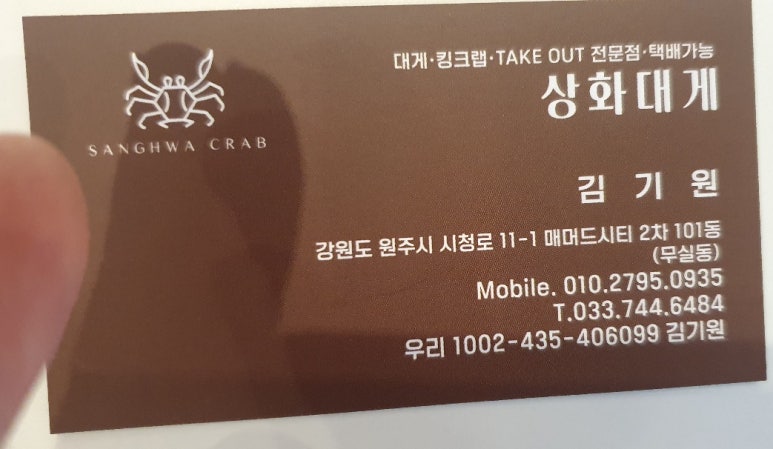 대게·킹크랩·TAKE OUT 전문점·택배가능
상화대게
SANGHWA CRAB
김 기 원
강원도 원주시 시청로 11-1 매머드시티 2차 101동
(무실동)
Mobile. 010.2795.0935
T.033.744.6484
우리 1002-435-406099 김기원